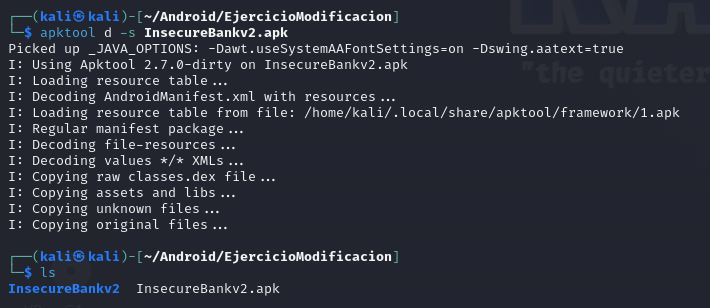 ┌──(kali㉿kali)-[~/Android/EjercicioModificacion]
└─$ apktool d -s InsecureBankv2.apk
Picked up _JAVA_OPTIONS: -Dawt.useSystemAAFontSettings=on -Dswing.aatext=true
I: Using Apktool 2.7.0-dirty on InsecureBankv2.apk
I: Loading resource table...
I: Decoding AndroidManifest.xml with resources...
I: Loading resource table from file: /home/kali/.local/share/apktool/framework/1.apk
I: Regular manifest package...
I: Decoding file-resources...
I: Decoding values */* XMLs...
I: Copying raw classes.dex file...
I: Copying assets and libs...
I: Copying unknown files...
I: Copying original files...
┌──(kali㉿kali)-[~/Android/EjercicioModificacion]
└─$ ls
InsecureBankv2  InsecureBankv2.apk
"the quieter